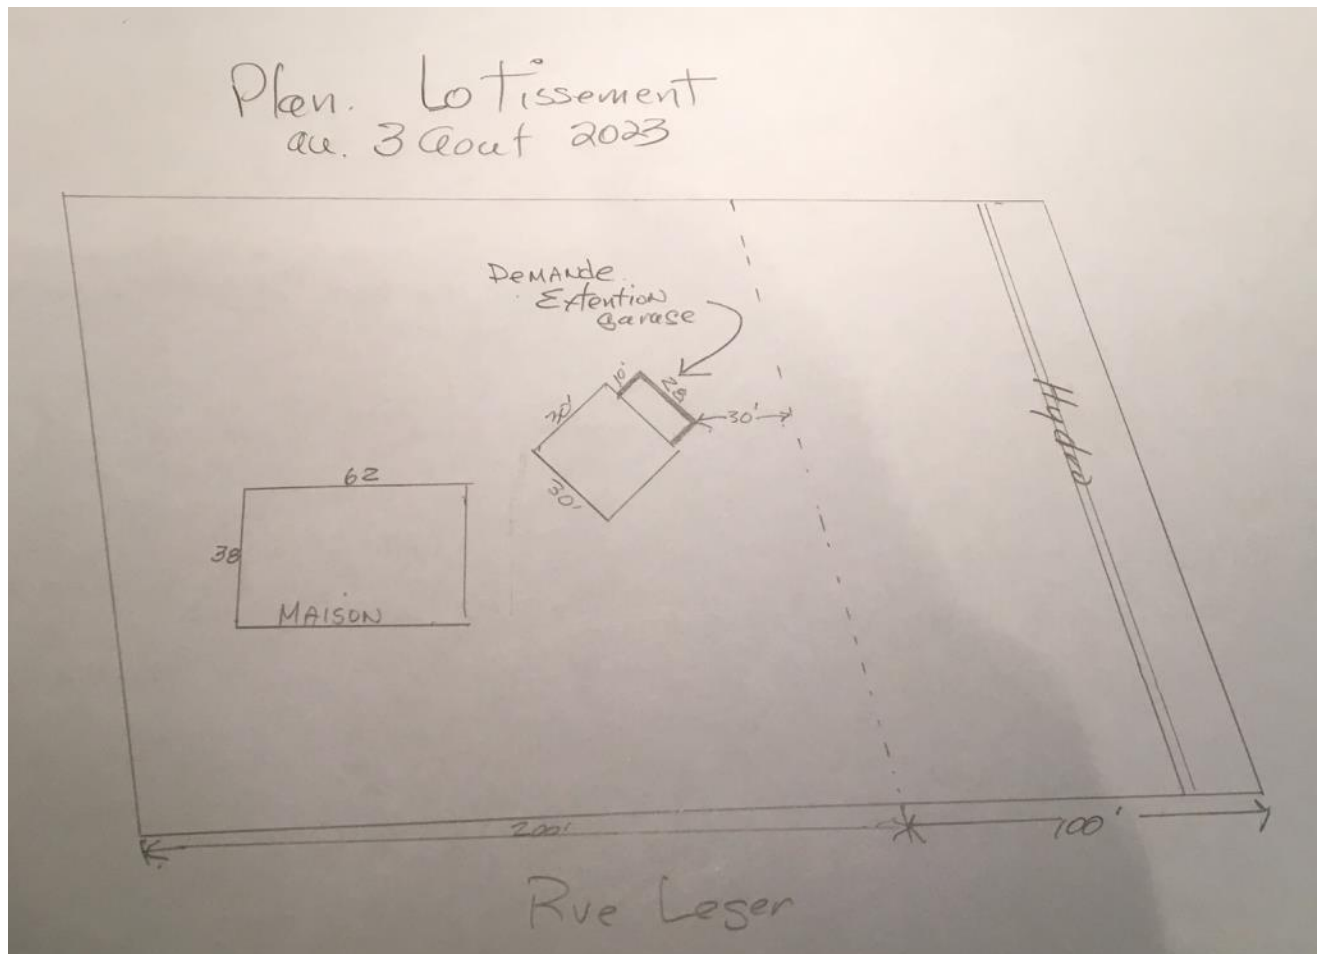 Plan. Lotissement
au. 3 Aout 2023
DEMANDE
Extention
garage
10'
28
30'
30'
30'
62
38
MAISON
Hydro
200'
100'
Rue Leger